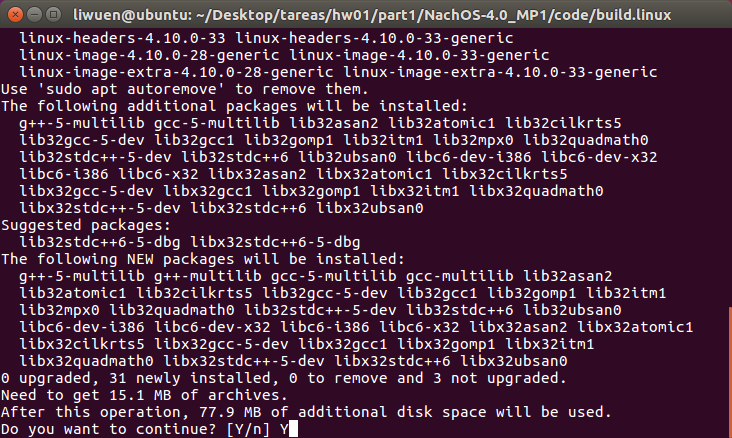 liwuen@ubuntu: ~/Desktop/tareas/hw01/part1/NachOS-4.0_MP1/code/build.linux
linux-headers-4.10.0-33 linux-headers-4.10.0-33-generic
linux-image-4.10.0-28-generic linux-image-4.10.0-33-generic
linux-image-extra-4.10.0-28-generic linux-image-extra-4.10.0-33-generic
Use 'sudo apt autoremove' to remove them.
The following additional packages will be installed:
g++-5-multilib gcc-5-multilib lib32asan2 lib32atomic1 lib32cilkrts5
lib32gcc-5-dev lib32gcc1 lib32gomp1 lib32itm1 lib32mpx0 lib32quadmath0
lib32stdc++-5-dev lib32stdc++6 lib32ubsan0 libc6-dev-i386 libc6-dev-x32
libc6-i386 libc6-x32 libx32asan2 libx32atomic1 libx32cilkrts5
libx32gcc-5-dev libx32gcc1 libx32gomp1 libx32itm1 libx32quadmath0
libx32stdc++-5-dev libx32stdc++6 libx32ubsan0
Suggested packages:
lib32stdc++6-5-dbg libx32stdc++6-5-dbg
The following NEW packages will be installed:
g++-5-multilib g++-multilib gcc-5-multilib gcc-multilib lib32asan2
lib32atomic1 lib32cilkrts5 lib32gcc-5-dev lib32gcc1 lib32gomp1 lib32itm1
lib32mpx0 lib32quadmath0 lib32stdc++-5-dev lib32stdc++6 lib32ubsan0
libc6-dev-i386 libc6-dev-x32 libc6-i386 libc6-x32 libx32asan2 libx32atomic1
libx32cilkrts5 libx32gcc-5-dev libx32gcc1 libx32gomp1 libx32itm1
libx32quadmath0 libx32stdc++-5-dev libx32stdc++6 libx32ubsan0
0 upgraded, 31 newly installed, 0 to remove and 3 not upgraded.
Need to get 15.1 MB of archives.
After this operation, 77.9 MB of additional disk space will be used.
Do you want to continue? [Y/n] Y